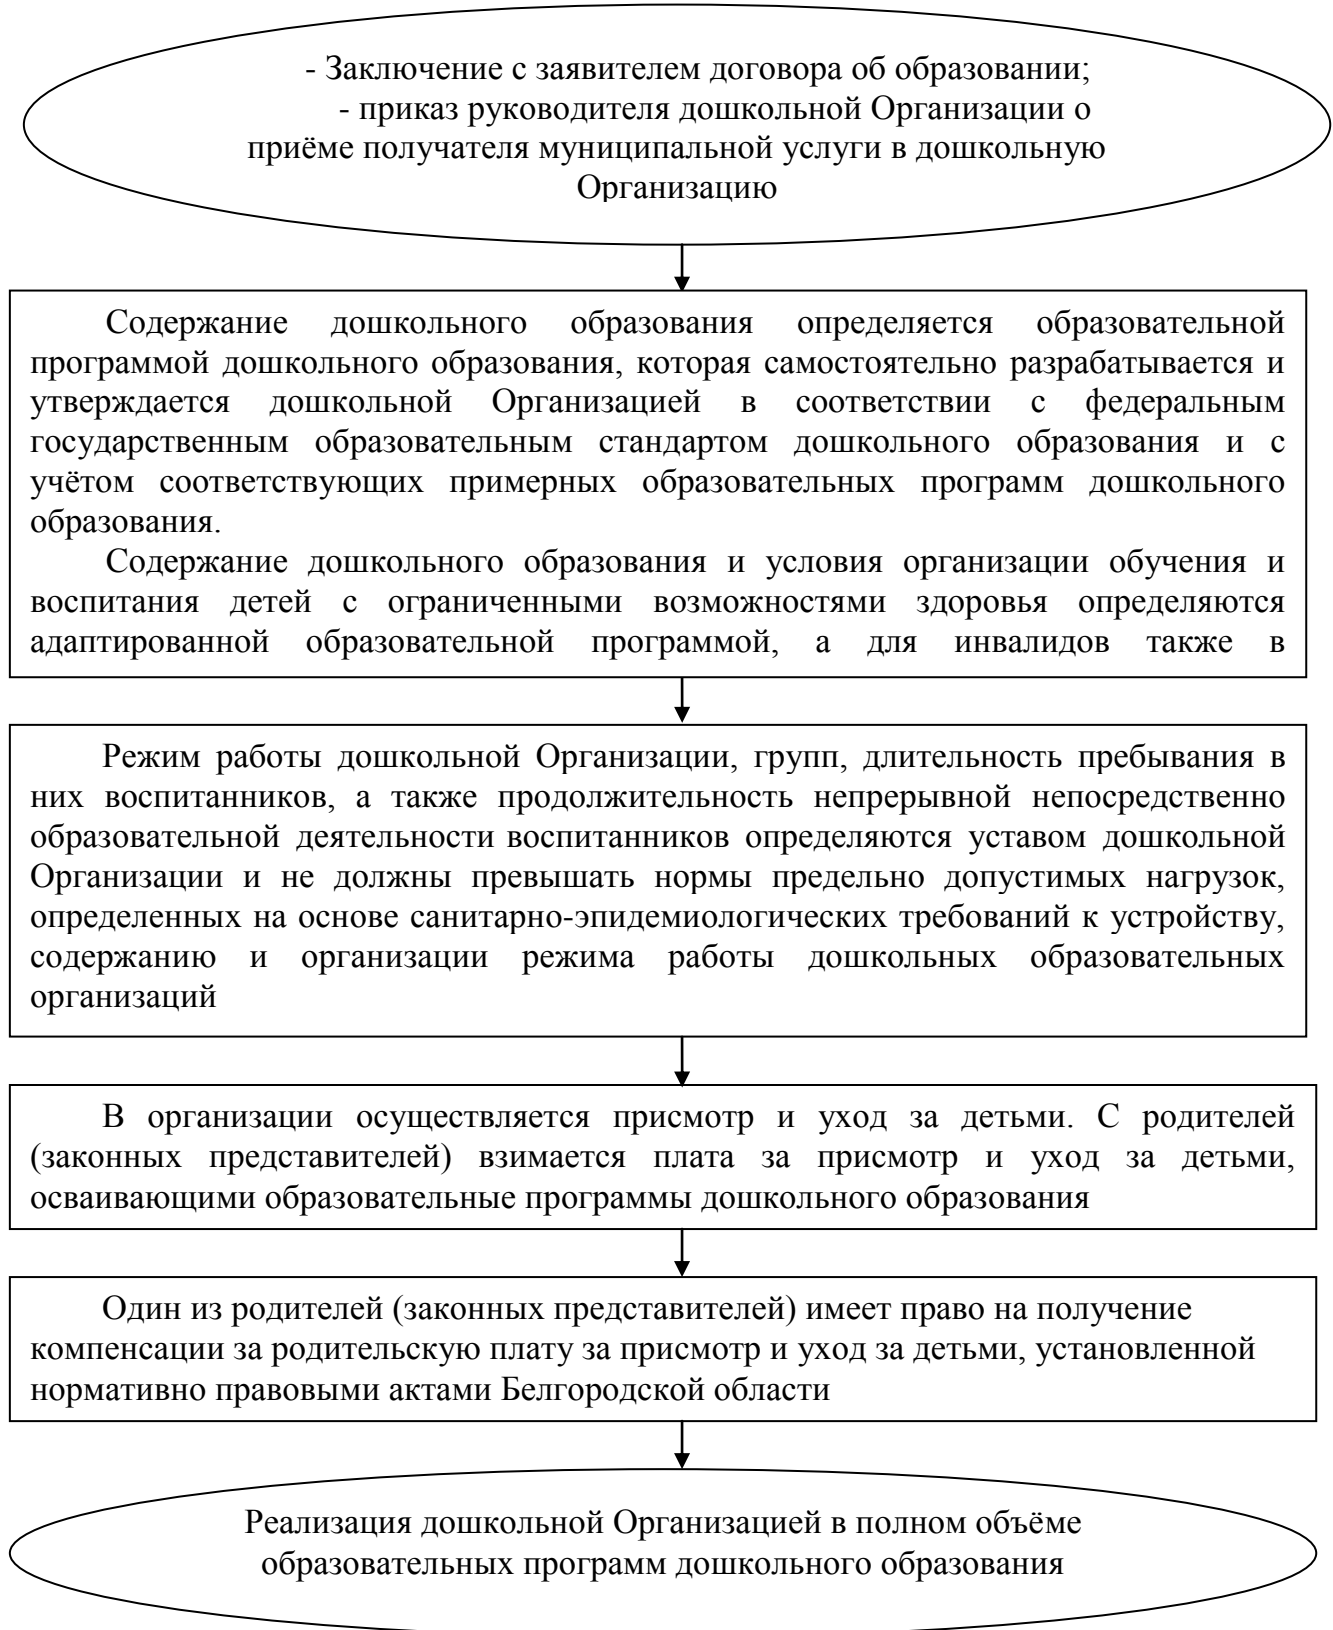 - Заключение с заявителем договора об образовании;
- приказ руководителя дошкольной Организации о
приёме получателя муниципальной услуги в дошкольную
Организацию
Содержание дошкольного образования определяется образовательной
программой дошкольного образования, которая самостоятельно разрабатывается и
утверждается дошкольной Организацией в соответствии с федеральным
государственным образовательным стандартом дошкольного образования и с
учётом соответствующих примерных образовательных программ дошкольного
образования.
Содержание дошкольного образования и условия организации обучения и
воспитания детей с ограниченными возможностями здоровья определяются
адаптированной образовательной программой, а для инвалидов также в
Режим работы дошкольной Организации, групп, длительность пребывания в
них воспитанников, а также продолжительность непрерывной непосредственно
образовательной деятельности воспитанников определяются уставом дошкольной
Организации и не должны превышать нормы предельно допустимых нагрузок,
определенных на основе санитарно-эпидемиологических требований к устройству,
содержанию и организации режима работы дошкольных образовательных
организаций
В организации осуществляется присмотр и уход за детьми. С родителей
(законных представителей) взимается плата за присмотр и уход за детьми,
осваивающими образовательные программы дошкольного образования
Один из родителей (законных представителей) имеет право на получение
компенсации за родительскую плату за присмотр и уход за детьми, установленной
нормативно правовыми актами Белгородской области
Реализация дошкольной Организацией в полном объёме
образовательных программ дошкольного образования